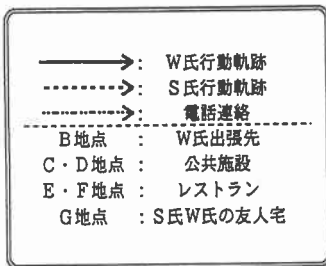 : W氏行動軌跡
: S氏行動軌跡
: 電話連絡
B地点 : W氏出張先
C・D地点 : 公共施設
E・F地点 : レストラン
G地点 : S氏W氏の友人宅